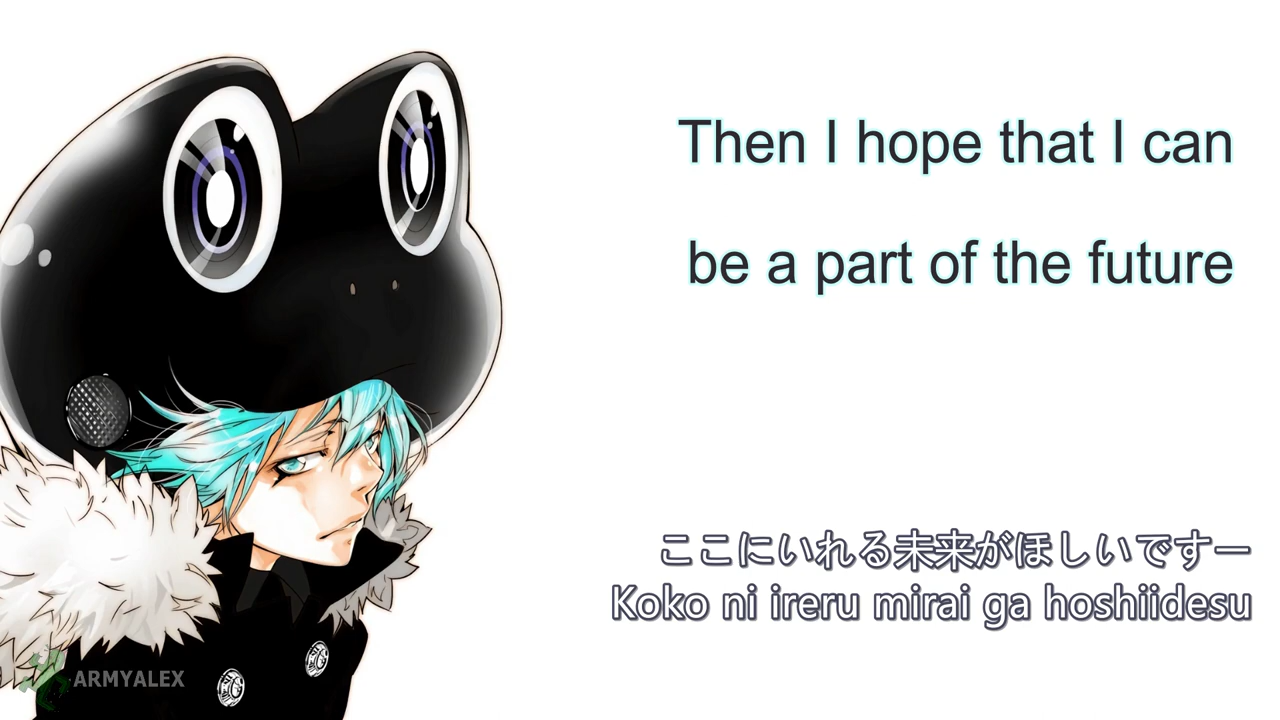 Then I hope that I can
be a part of the future
ここにいれる未来がほしいですー
Koko ni ireru mirai ga hoshiidesu
ARMYALEX